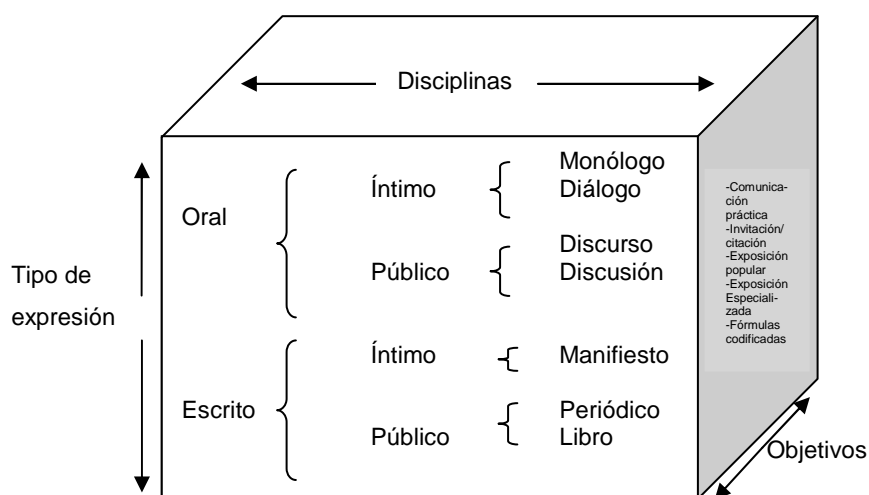 Disciplinas
Tipo de
expresión
Oral
Íntimo
Monólogo
Diálogo
Público
Discurso
Discusión
Escrito
Íntimo
Manifiesto
Público
Periódico
Libro
-Comunica-
ción
práctica
-Invitación/
citación
-Exposición
popular
-Exposición
Especiali-
zada
-Fórmulas
codificadas
Objetivos